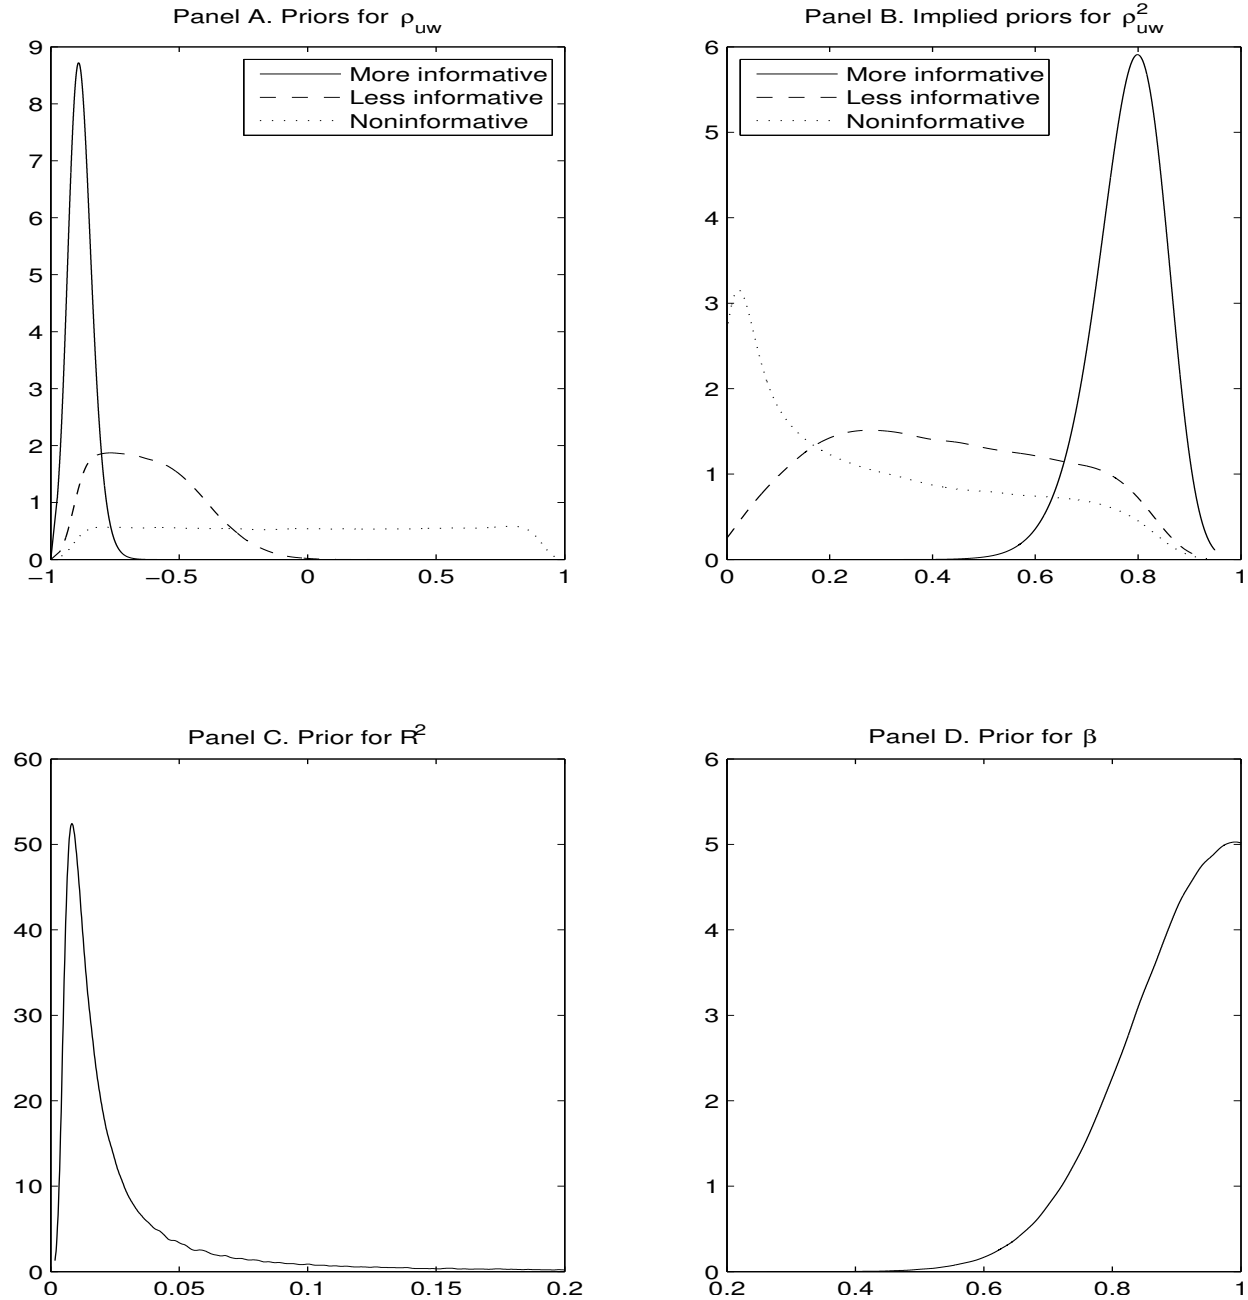 Panel A. Priors for ρuw
9
8
7
6
5
4
3
2
1
0
−1 −0.5 0 0.5 1
More informative
Less informative
Noninformative
Panel B. Implied priors for ρ²uw
6
5
4
3
2
1
0
0 0.2 0.4 0.6 0.8 1
More informative
Less informative
Noninformative
Panel C. Prior for R²
60
50
40
30
20
10
0
0 0.05 0.1 0.15 0.2
Panel D. Prior for β
6
5
4
3
2
1
0
0.2 0.4 0.6 0.8 1